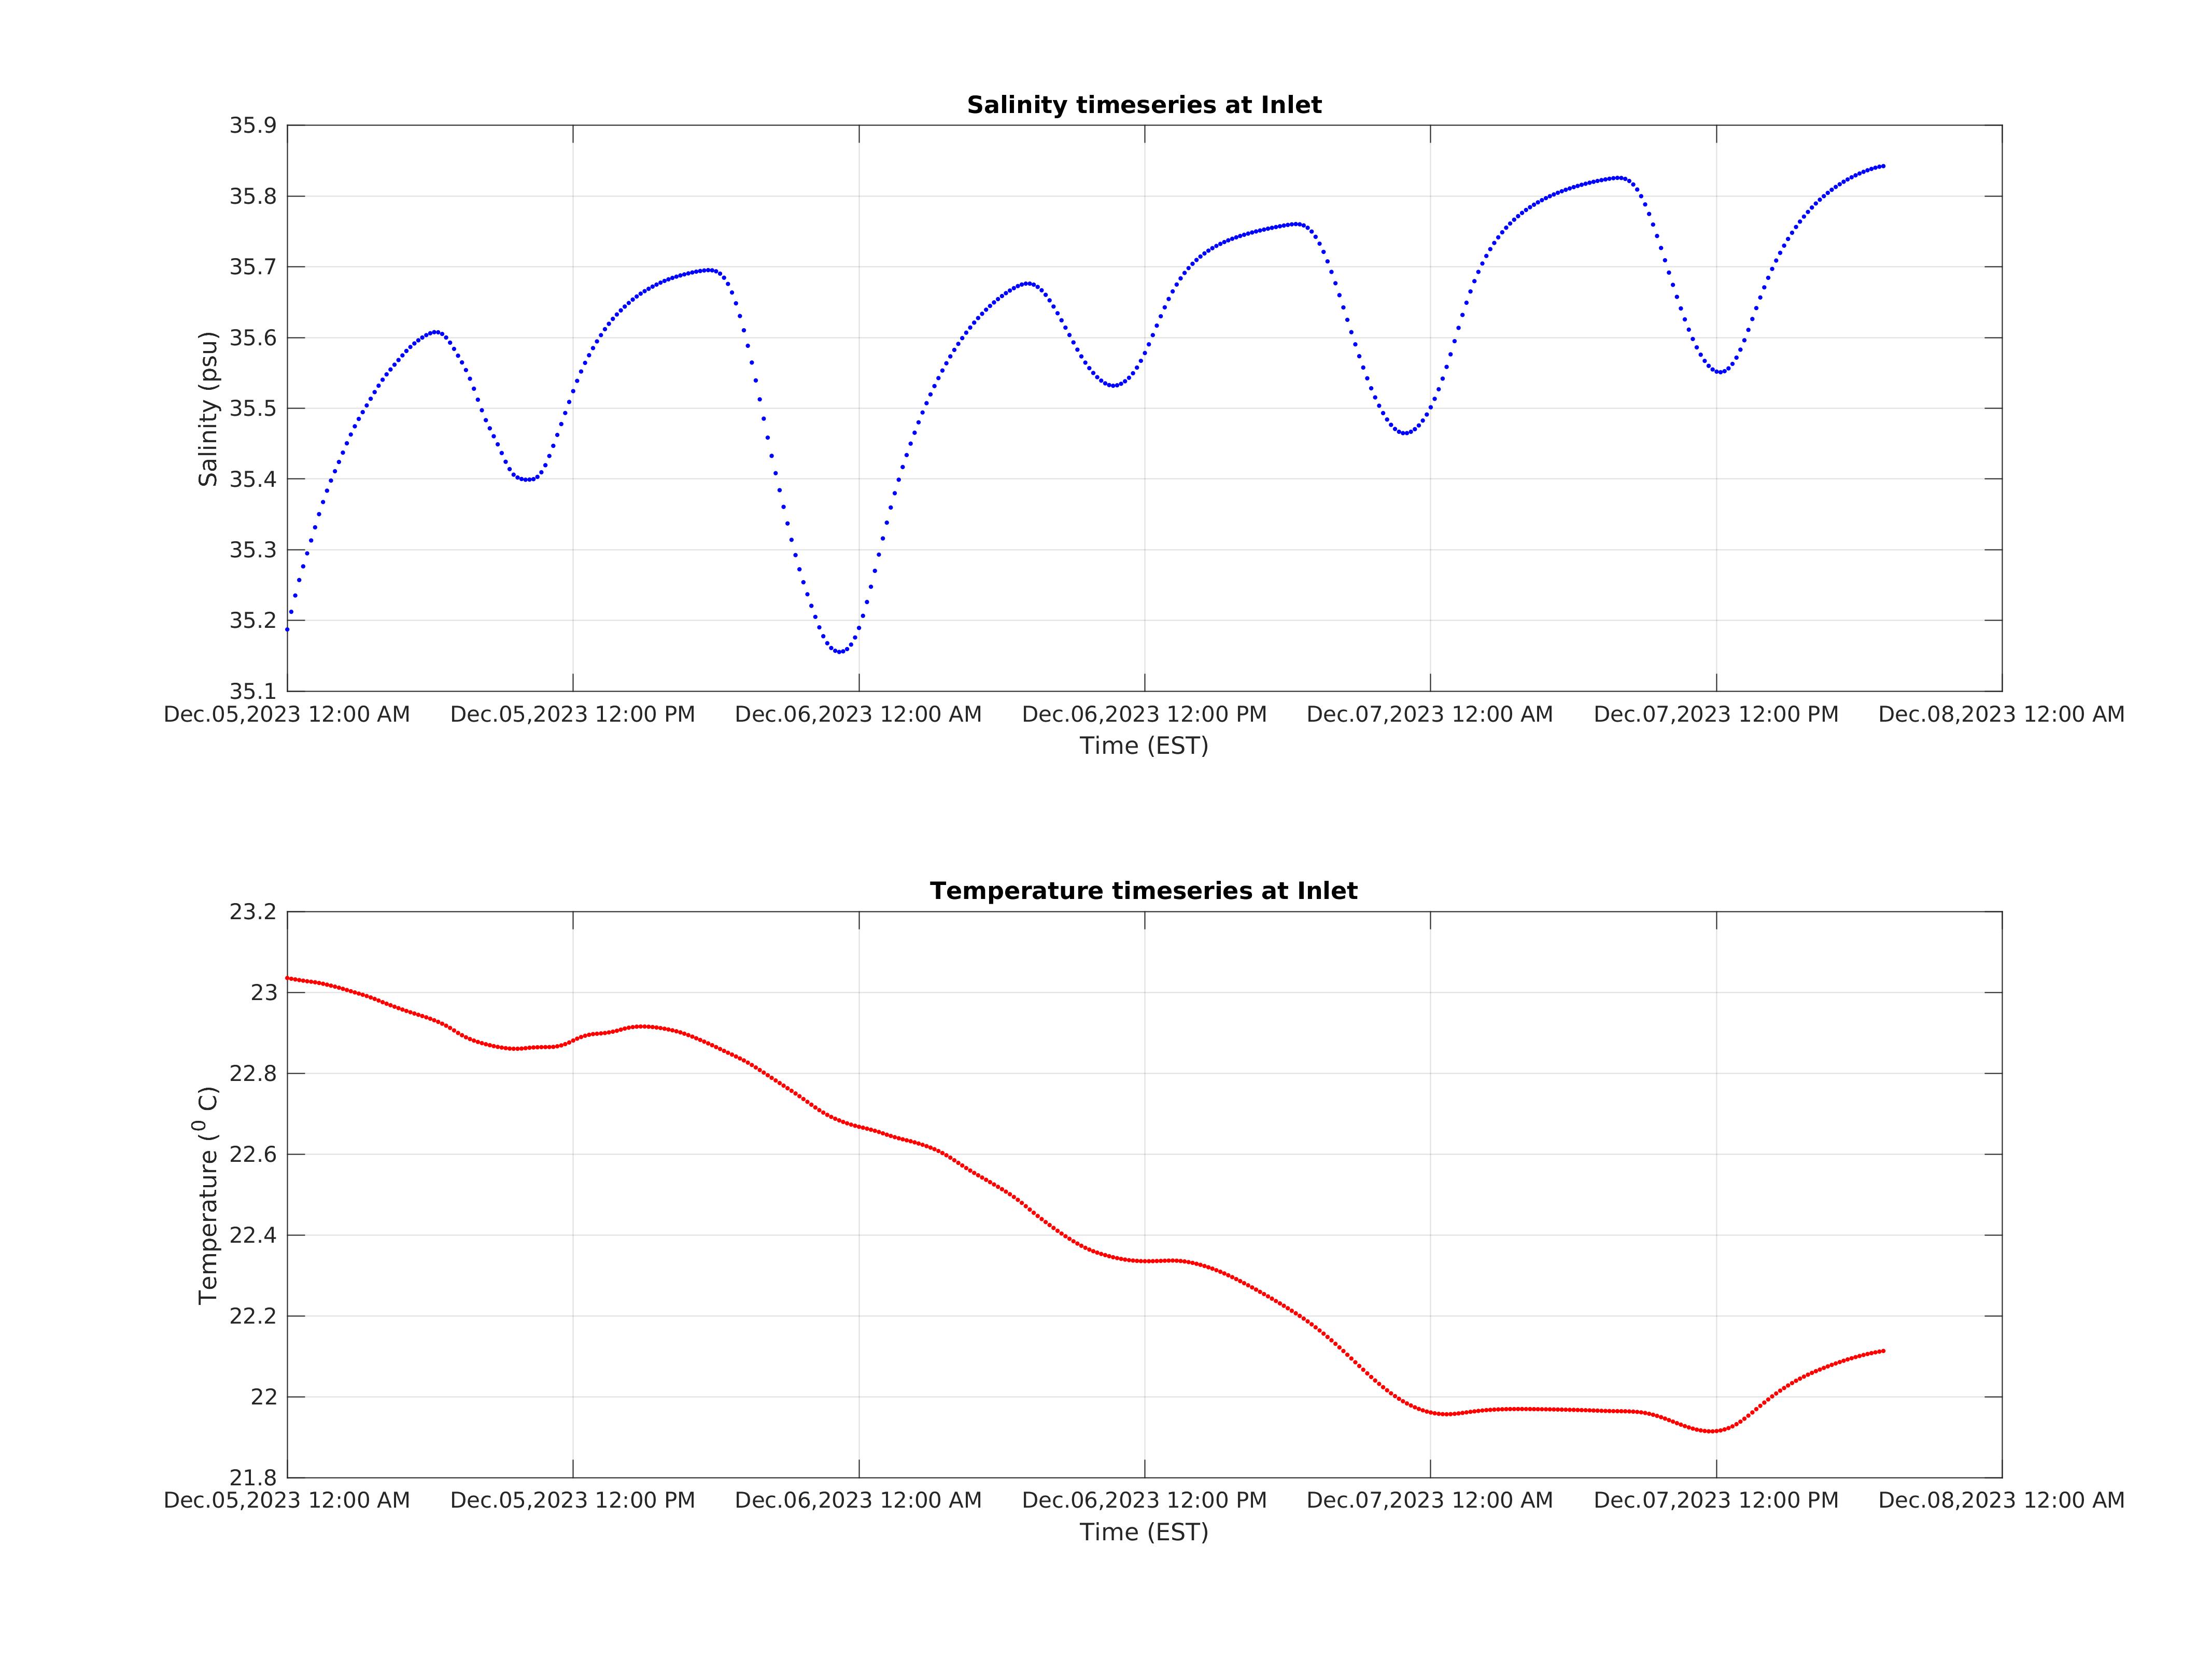 Salinity timeseries at Inlet
35.9
35.8
35.7
35.6
35.5
35.4
35.3
35.2
35.1
Salinity (psu)
Dec.05,2023 12:00 AM Dec.05,2023 12:00 PM Dec.06,2023 12:00 AM Dec.06,2023 12:00 PM Dec.07,2023 12:00 AM Dec.07,2023 12:00 PM Dec.08,2023 12:00 AM
Time (EST)
Temperature timeseries at Inlet
23.2
23
22.8
22.6
22.4
22.2
22
21.8
Temperature (⁰ C)
Dec.05,2023 12:00 AM Dec.05,2023 12:00 PM Dec.06,2023 12:00 AM Dec.06,2023 12:00 PM Dec.07,2023 12:00 AM Dec.07,2023 12:00 PM Dec.08,2023 12:00 AM
Time (EST)